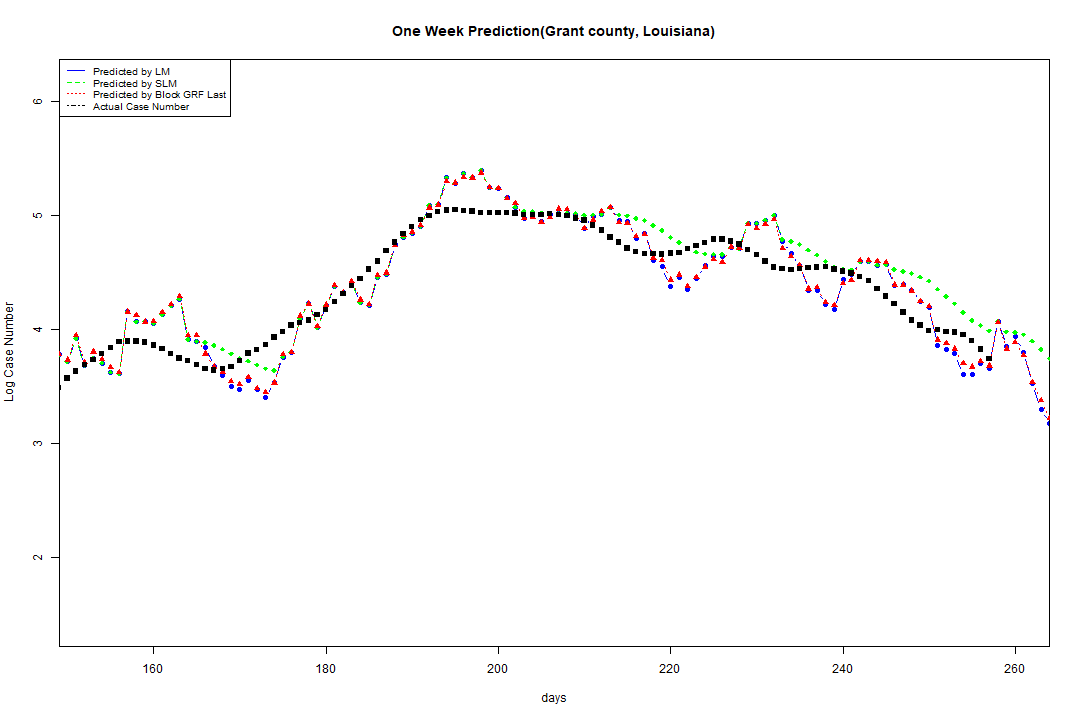 One Week Prediction(Grant county, Louisiana)
Predicted by LM
Predicted by SLM
Predicted by Block GRF Last
Actual Case Number
Log Case Number
6
5
4
3
2
160 180 200 220 240 260
days